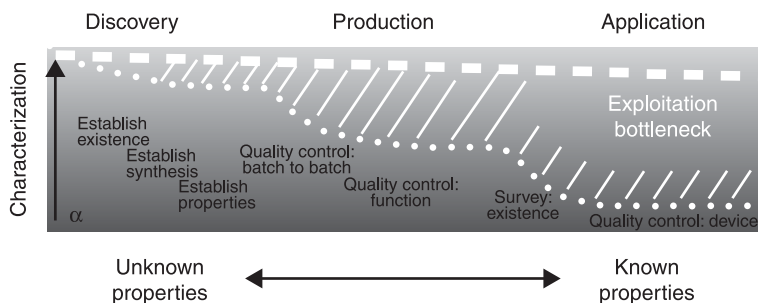 Discovery
Production
Application
Characterization
Exploitation
bottleneck
Establish
existence
Establish
synthesis
Establish
properties
Quality control:
batch to batch
Quality control:
function
Survey:
existence
Quality control: device
α
Unknown
properties
Known
properties